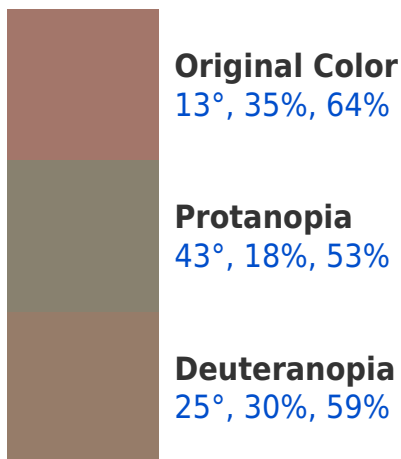 Original Color
13°, 35%, 64%
Protanopia
43°, 18%, 53%
Deuteranopia
25°, 30%, 59%